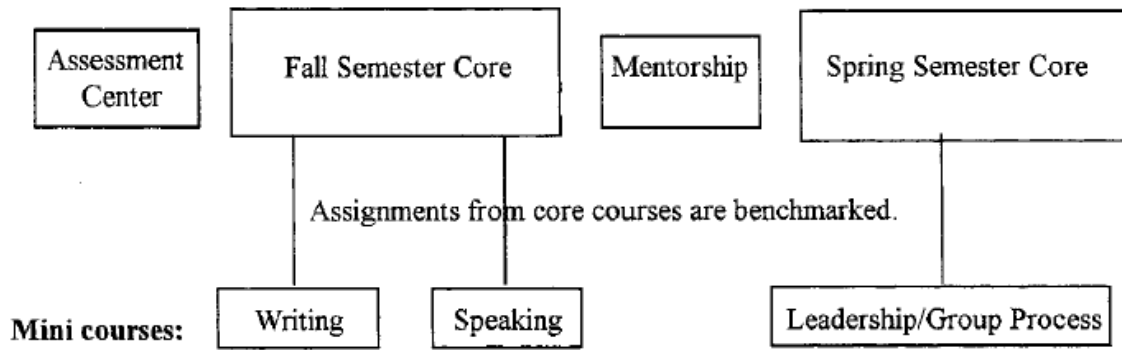 Assessment
Center
Fall Semester Core
Mentorship
Spring Semester Core
Assignments from core courses are benchmarked.
Mini courses:
Writing
Speaking
Leadership/Group Process